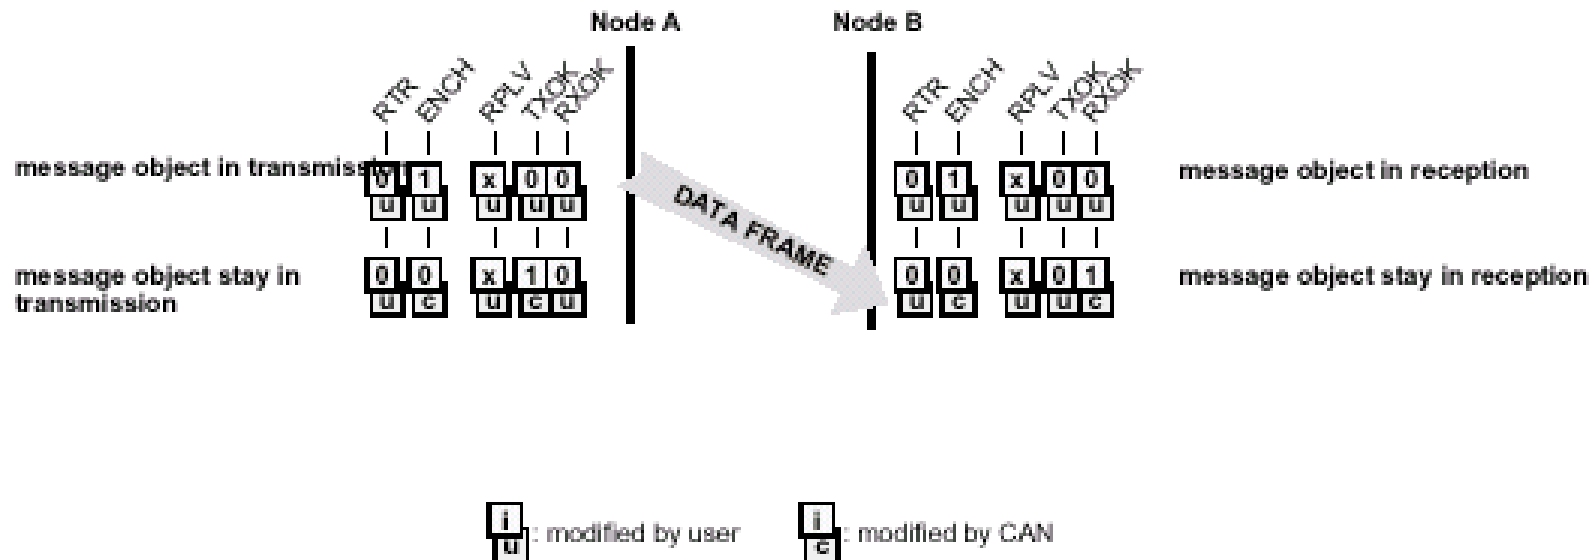 Node A
Node B
RTR ENCH RPLV TXOK RXOK
RTR ENCH RPLV TXOK RXOK
message object in transmission
0 1 x 0 0
u u u u u
DATA FRAME
0 1 x 0 0
u u u u u
message object in reception
message object stay in
transmission
0 0 x 1 0
u c u c u
0 0 x 0 1
u c u u c
message object stay in reception
i
u
: modified by user
i
c
: modified by CAN